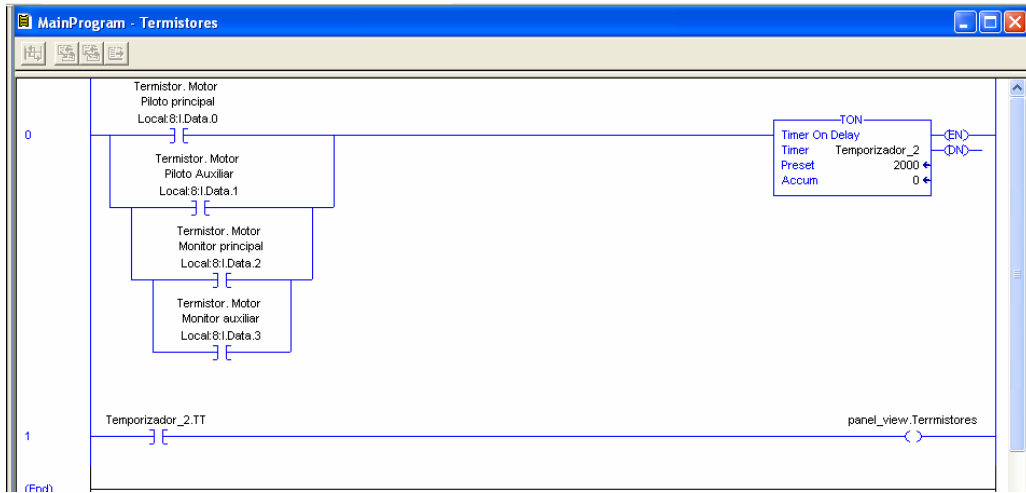 MainProgram - Termistores
Termistor. Motor
Piloto principal
Local:8:I.Data.0
0
TON
Timer On Delay
Timer Temporizador_2
Preset 2000
Accum 0
(EN)
(DN)
Termistor. Motor
Piloto Auxiliar
Local:8:I.Data.1
Termistor. Motor
Monitor principal
Local:8:I.Data.2
Termistor. Motor
Monitor auxiliar
Local:8:I.Data.3
Temporizador_2.TT
panel_view.Terrmistores
1
(End)